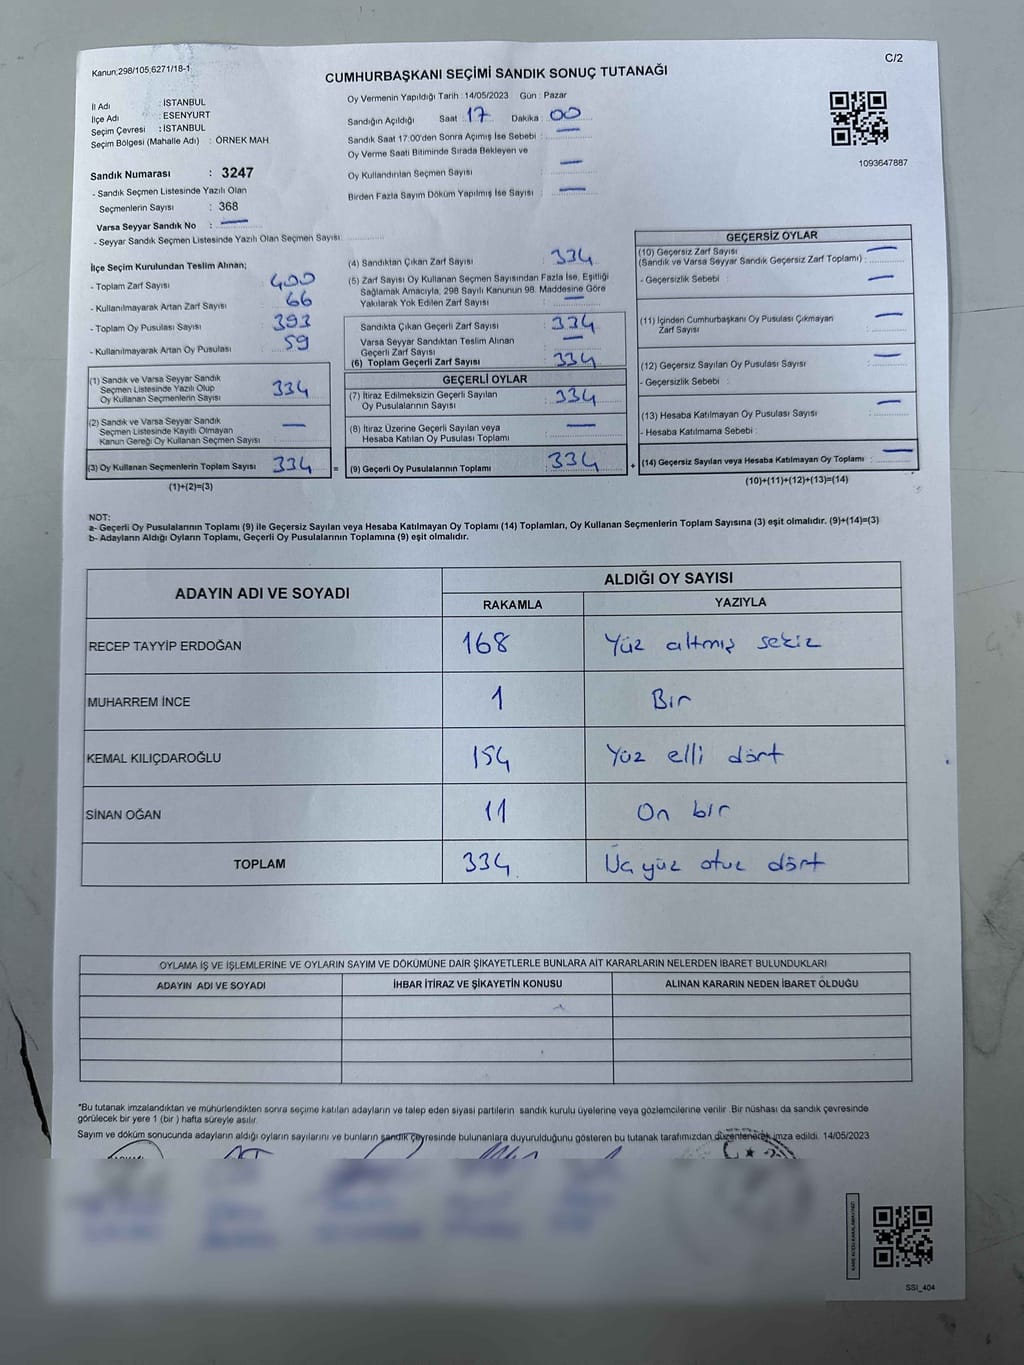 Kanun:298/105,6271/18-1
C/2
CUMHURBAŞKANI SEÇİMİ SANDIK SONUÇ TUTANAĞI
İl Adı : İSTANBUL
İlçe Adı : ESENYURT
Seçim Çevresi : İSTANBUL
Seçim Bölgesi (Mahalle Adı) : ÖRNEK MAH
Sandık Numarası : 3247
- Sandık Seçmen Listesinde Yazılı Olan
Seçmenlerin Sayısı : 368
Varsa Seyyar Sandık No : —
- Seyyar Sandık Seçmen Listesinde Yazılı Olan Seçmen Sayısı:
Oy Vermenin Yapıldığı Tarih : 14/05/2023 Gün : Pazar
Sandığın Açıldığı Saat : 17 Dakika : 00
Sandık Saat 17:00'den Sonra Açımış İse Sebebi : —
Oy Verme Saati Bitiminde Sırada Bekleyen ve
Oy Kullandırılan Seçmen Sayısı : —
Birden Fazla Sayım Döküm Yapılmış İse Sayısı : —
1093647887
İlçe Seçim Kurulundan Teslim Alınan;
- Toplam Zarf Sayısı : 400
- Kullanılmayarak Artan Zarf Sayısı : 66
- Toplam Oy Pusulası Sayısı : 393
- Kullanılmayarak Artan Oy Pusulası : 59
(1) Sandık ve Varsa Seyyar Sandık
Seçmen Listesinde Yazılı Olup
Oy Kullanan Seçmenlerin Sayısı : 334
(2) Sandık ve Varsa Seyyar Sandık
Seçmen Listesinde Kayıtlı Olmayan
Kanun Gereği Oy Kullanan Seçmen Sayısı : —
(3) Oy Kullanan Seçmenlerin Toplam Sayısı : 334
(1)+(2)=(3)
(4) Sandıktan Çıkan Zarf Sayısı : 334
(5) Zarf Sayısı Oy Kullanan Seçmen Sayısından Fazla İse, Eşitliği
Sağlamak Amacıyla, 298 Sayılı Kanunun 98. Maddesine Göre
Yakılarak Yok Edilen Zarf Sayısı : —
Sandıkta Çıkan Geçerli Zarf Sayısı : 334
Varsa Seyyar Sandıktan Teslim Alınan
Geçerli Zarf Sayısı : —
(6) Toplam Geçerli Zarf Sayısı : 334
GEÇERLİ OYLAR
(7) İtiraz Edilmeksizin Geçerli Sayılan
Oy Pusulalarının Sayısı : 334
(8) İtiraz Üzerine Geçerli Sayılan veya
Hesaba Katılan Oy Pusulası Toplamı : —
= (9) Geçerli Oy Pusulalarının Toplamı : 334 +
GEÇERSİZ OYLAR
(10) Geçersiz Zarf Sayısı : —
(Sandık ve Varsa Seyyar Sandık Geçersiz Zarf Toplamı) :
- Geçersizlik Sebebi : —
(11) İçinden Cumhurbaşkanı Oy Pusulası Çıkmayan : —
Zarf Sayısı
(12) Geçersiz Sayılan Oy Pusulası Sayısı : —
- Geçersizlik Sebebi :
(13) Hesaba Katılmayan Oy Pusulası Sayısı : —
- Hesaba Katılmama Sebebi :
(14) Geçersiz Sayılan veya Hesaba Katılmayan Oy Toplamı : —
(10)+(11)+(12)+(13)=(14)
NOT:
a- Geçerli Oy Pusulalarının Toplamı (9) ile Geçersiz Sayılan veya Hesaba Katılmayan Oy Toplamı (14) Toplamları, Oy Kullanan Seçmenlerin Toplam Sayısına (3) eşit olmalıdır. (9)+(14)=(3)
b- Adayların Aldığı Oyların Toplamı, Geçerli Oy Pusulalarının Toplamına (9) eşit olmalıdır.
ADAYIN ADI VE SOYADI
ALDIĞI OY SAYISI
RAKAMLA YAZIYLA
RECEP TAYYİP ERDOĞAN 168 Yüz altmış sekiz
MUHARREM İNCE 1 Bir
KEMAL KILIÇDAROĞLU 154 Yüz elli dört
SİNAN OĞAN 11 On bir
TOPLAM 334 Üç yüz otuz dört
OYLAMA İŞ VE İŞLEMLERİNE VE OYLARIN SAYIM VE DÖKÜMÜNE DAİR ŞİKAYETLERLE BUNLARA AİT KARARLARIN NELERDEN İBARET BULUNDUKLARI
ADAYIN ADI VE SOYADI İHBAR İTİRAZ VE ŞİKAYETİN KONUSU ALINAN KARARIN NEDEN İBARET OLDUĞU
*Bu tutanak imzalandıktan ve mühürlendikten sonra seçime katılan adayların ve talep eden siyasi partilerin sandık kurulu üyelerine veya gözlemcilerine verilir .Bir nüshası da sandık çevresinde
görülecek bir yere 1 (bir ) hafta süreyle asılır.
Sayım ve döküm sonucunda adayların aldığı oyların sayılarını ve bunların sandık çevresinde bulunanlara duyurulduğunu gösteren bu tutanak tarafımızdan düzenlenerek imza edildi. 14/05/2023
SSI_404